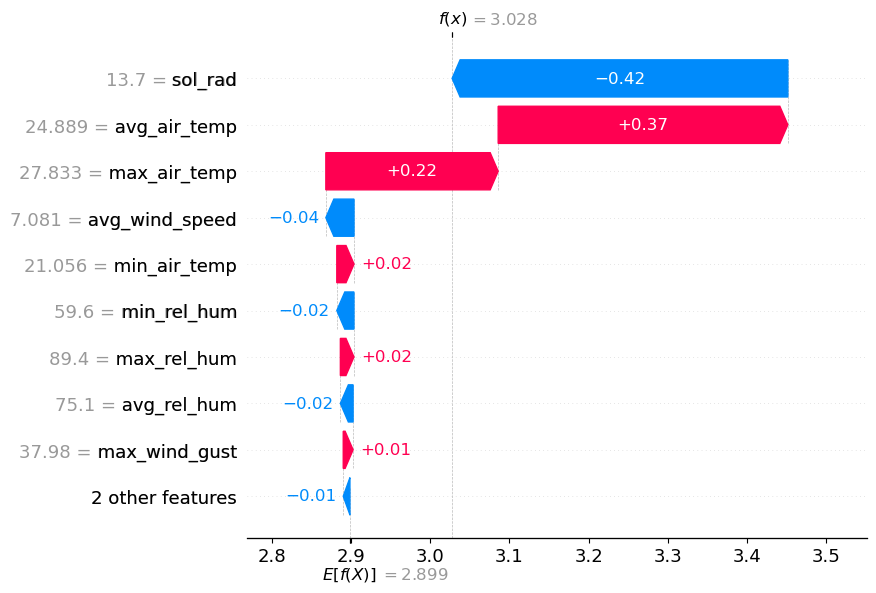 f(x) = 3.028
13.7 = sol_rad −0.42
24.889 = avg_air_temp +0.37
27.833 = max_air_temp +0.22
7.081 = avg_wind_speed −0.04
21.056 = min_air_temp +0.02
59.6 = min_rel_hum −0.02
89.4 = max_rel_hum +0.02
75.1 = avg_rel_hum −0.02
37.98 = max_wind_gust +0.01
2 other features −0.01
2.8 2.9 3.0 3.1 3.2 3.3 3.4 3.5
E[f(X)] = 2.899